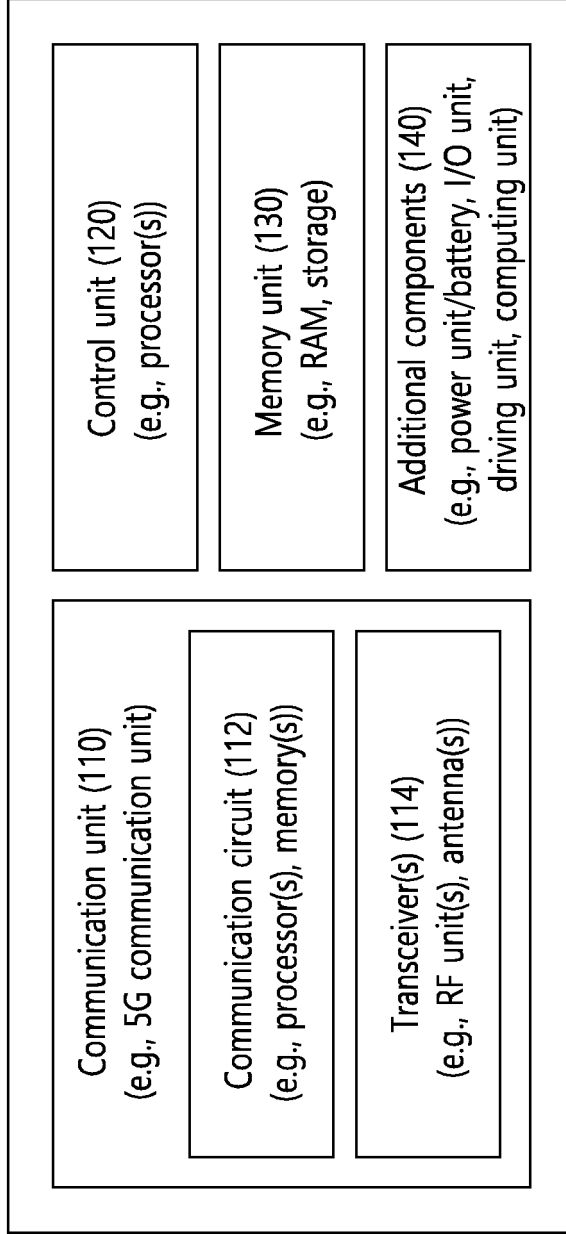 Communication unit (110)
(e.g., 5G communication unit)
Communication circuit (112)
(e.g., processor(s), memory(s))
Transceiver(s) (114)
(e.g., RF unit(s), antenna(s))
Control unit (120)
(e.g., processor(s))
Memory unit (130)
(e.g., RAM, storage)
Additional components (140)
(e.g., power unit/battery, I/O unit,
driving unit, computing unit)